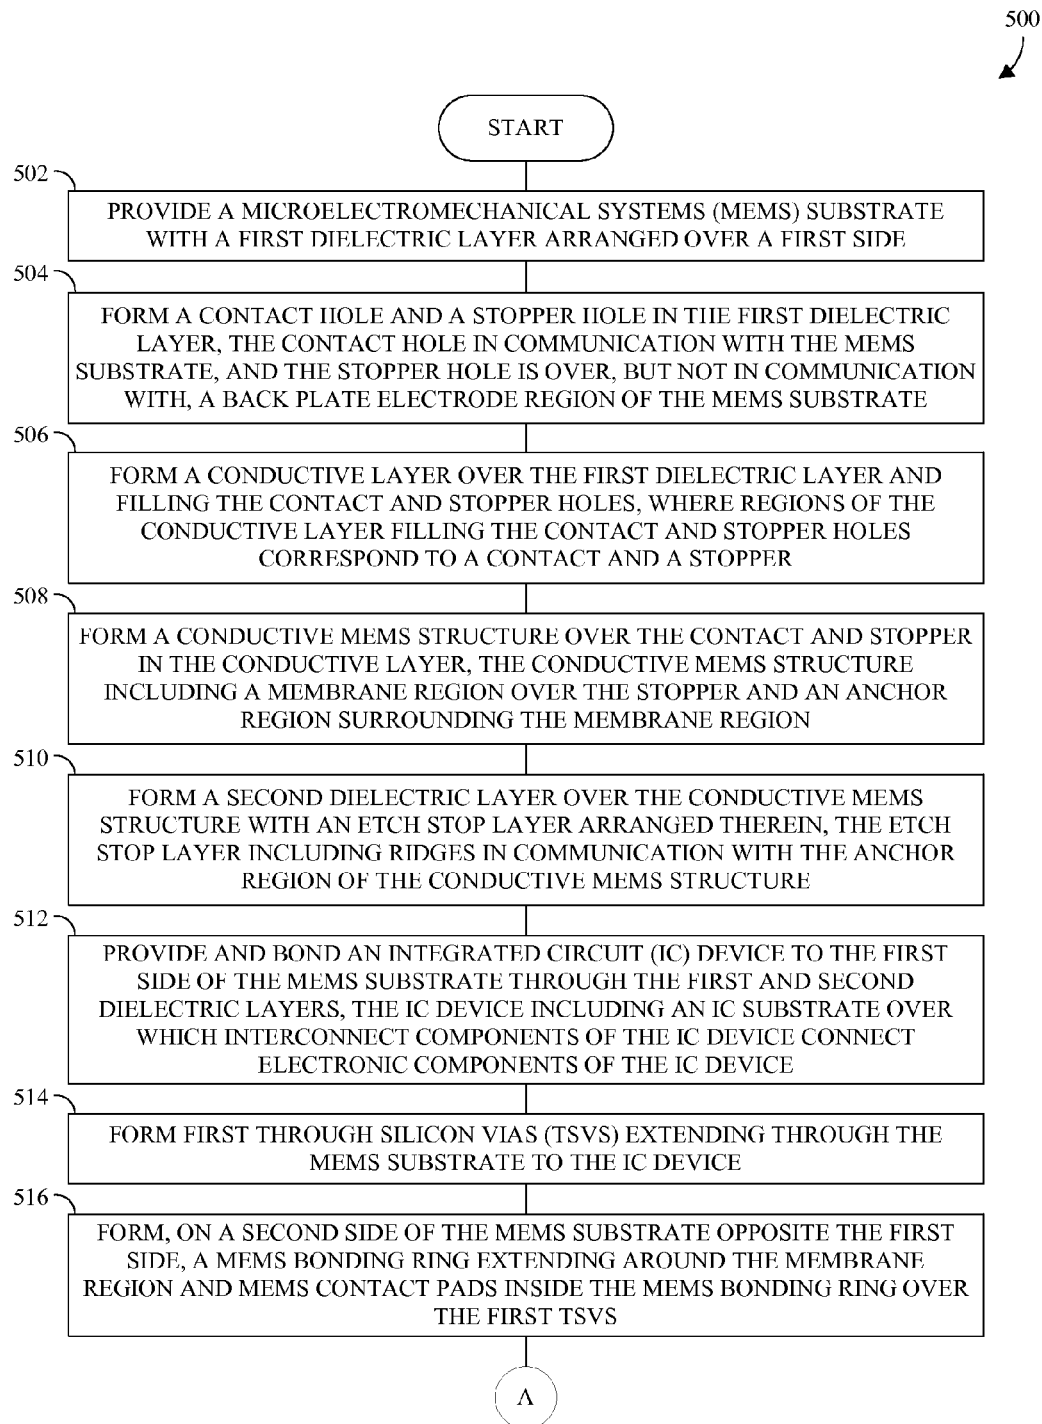 500
START
502
PROVIDE A MICROELECTROMECHANICAL SYSTEMS (MEMS) SUBSTRATE
WITH A FIRST DIELECTRIC LAYER ARRANGED OVER A FIRST SIDE
504
FORM A CONTACT HOLE AND A STOPPER HOLE IN THE FIRST DIELECTRIC
LAYER, THE CONTACT HOLE IN COMMUNICATION WITH THE MEMS
SUBSTRATE, AND THE STOPPER HOLE IS OVER, BUT NOT IN COMMUNICATION
WITH, A BACK PLATE ELECTRODE REGION OF THE MEMS SUBSTRATE
506
FORM A CONDUCTIVE LAYER OVER THE FIRST DIELECTRIC LAYER AND
FILLING THE CONTACT AND STOPPER HOLES, WHERE REGIONS OF THE
CONDUCTIVE LAYER FILLING THE CONTACT AND STOPPER HOLES
CORRESPOND TO A CONTACT AND A STOPPER
508
FORM A CONDUCTIVE MEMS STRUCTURE OVER THE CONTACT AND STOPPER
IN THE CONDUCTIVE LAYER, THE CONDUCTIVE MEMS STRUCTURE
INCLUDING A MEMBRANE REGION OVER THE STOPPER AND AN ANCHOR
REGION SURROUNDING THE MEMBRANE REGION
510
FORM A SECOND DIELECTRIC LAYER OVER THE CONDUCTIVE MEMS
STRUCTURE WITH AN ETCH STOP LAYER ARRANGED THEREIN, THE ETCH
STOP LAYER INCLUDING RIDGES IN COMMUNICATION WITH THE ANCHOR
REGION OF THE CONDUCTIVE MEMS STRUCTURE
512
PROVIDE AND BOND AN INTEGRATED CIRCUIT (IC) DEVICE TO THE FIRST
SIDE OF THE MEMS SUBSTRATE THROUGH THE FIRST AND SECOND
DIELECTRIC LAYERS, THE IC DEVICE INCLUDING AN IC SUBSTRATE OVER
WHICH INTERCONNECT COMPONENTS OF THE IC DEVICE CONNECT
ELECTRONIC COMPONENTS OF THE IC DEVICE
514
FORM FIRST THROUGH SILICON VIAS (TSVS) EXTENDING THROUGH THE
MEMS SUBSTRATE TO THE IC DEVICE
516
FORM, ON A SECOND SIDE OF THE MEMS SUBSTRATE OPPOSITE THE FIRST
SIDE, A MEMS BONDING RING EXTENDING AROUND THE MEMBRANE
REGION AND MEMS CONTACT PADS INSIDE THE MEMS BONDING RING OVER
THE FIRST TSVS
A